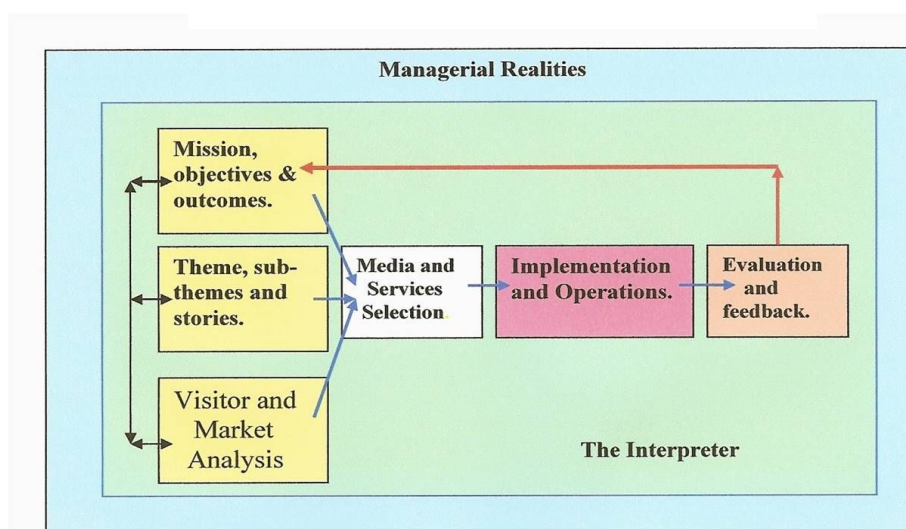 Managerial Realities
Mission,
objectives &
outcomes.
Theme, sub-
themes and
stories.
Visitor and
Market
Analysis
Media and
Services
Selection.
Implementation
and Operations.
Evaluation
and
feedback.
The Interpreter